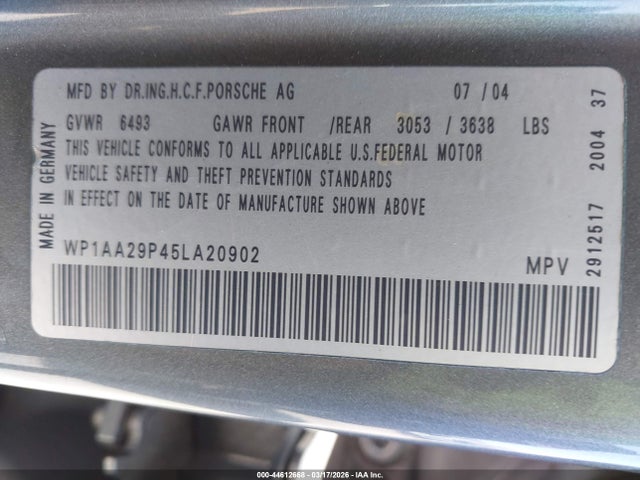 MFD BY DR.ING.H.C.F.PORSCHE AG 07 / 04
GVWR 6493 GAWR FRONT /REAR 3053 / 3638 LBS
THIS VEHICLE CONFORMS TO ALL APPLICABLE U.S.FEDERAL MOTOR
VEHICLE SAFETY AND THEFT PREVENTION STANDARDS
IN EFFECT ON THE DATE OF MANUFACTURE SHOWN ABOVE
WP1AA29P45LA20902 MPV
MADE IN GERMANY
2912517 2004 37
000-44612668 - 03/17/2026 - IAAI.com